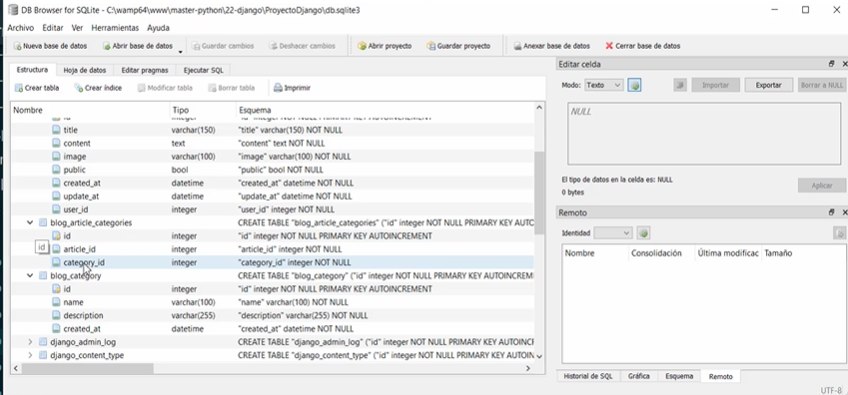 DB Browser for SQLite - C:\wamp64\www\master-python\22-django\ProyectoDjango\db.sqlite3
Archivo Editar Ver Herramientas Ayuda
Nueva base de datos Abrir base de datos Guardar cambios Deshacer cambios Abrir proyecto Guardar proyecto Anexar base de datos Cerrar base de datos
Estructura Hoja de datos Editar pragmas Ejecutar SQL
Crear tabla Crear índice Modificar tabla Borrar tabla Imprimir
Nombre Tipo Esquema
id integer "id" integer NOT NULL PRIMARY KEY AUTOINCREMENT
title varchar(150) "title" varchar(150) NOT NULL
content text "content" text NOT NULL
image varchar(100) "image" varchar(100) NOT NULL
public bool "public" bool NOT NULL
created_at datetime "created_at" datetime NOT NULL
update_at datetime "update_at" datetime NOT NULL
user_id integer "user_id" integer NOT NULL
blog_article_categories CREATE TABLE "blog_article_categories" ("id" integer NOT NULL PRIMARY KEY AUTOC
id integer "id" integer NOT NULL PRIMARY KEY AUTOINCREMENT
id
article_id integer "article_id" integer NOT NULL
category_id integer "category_id" integer NOT NULL
blog_category CREATE TABLE "blog_category" ("id" integer NOT NULL PRIMARY KEY AUTOINCREM
id integer "id" integer NOT NULL PRIMARY KEY AUTOINCREMENT
name varchar(100) "name" varchar(100) NOT NULL
description varchar(255) "description" varchar(255) NOT NULL
created_at datetime "created_at" datetime NOT NULL
django_admin_log CREATE TABLE "django_admin_log" ("id" integer NOT NULL PRIMARY KEY AUTOINC
django_content_type CREATE TABLE "django_content_type" ("id" integer NOT NULL PRIMARY KEY AUTOIN
Editar celda
Modo: Texto Importar Exportar Borrar a NULL
NULL
El tipo de datos en la celda es: NULL
0 bytes
Aplicar
Remoto
Identidad
Nombre Consolidación Última modificac Tamaño
Historial de SQL Gráfica Esquema Remoto
UTF-8